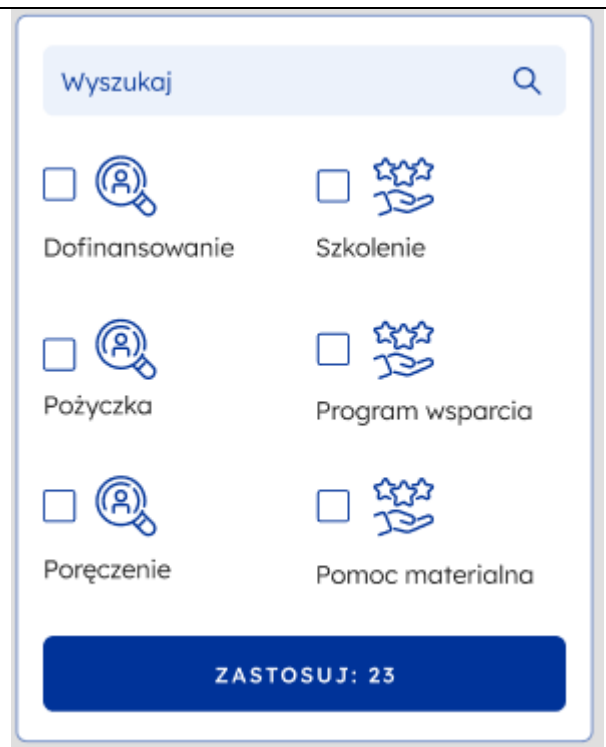 Wyszukaj
Dofinansowanie
Szkolenie
Pożyczka
Program wsparcia
Poręczenie
Pomoc materialna
ZASTOSUJ: 23